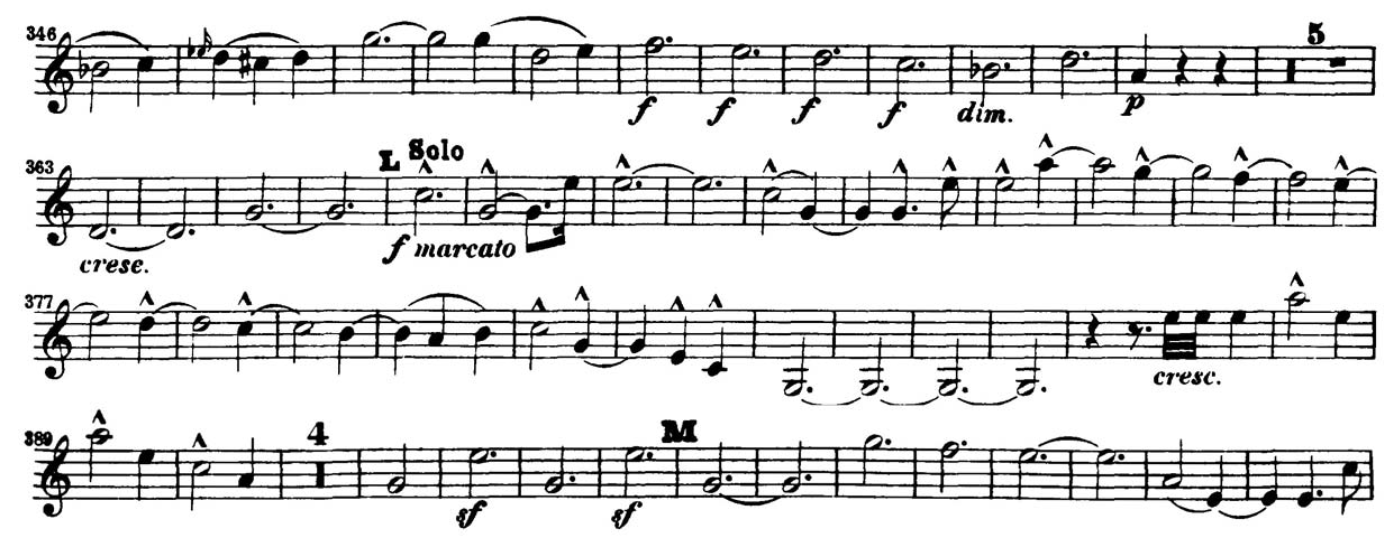 346 5
f f f f dim. p
363 L Solo
cresc. f marcato
377
cresc.
389 4 M
sf sf